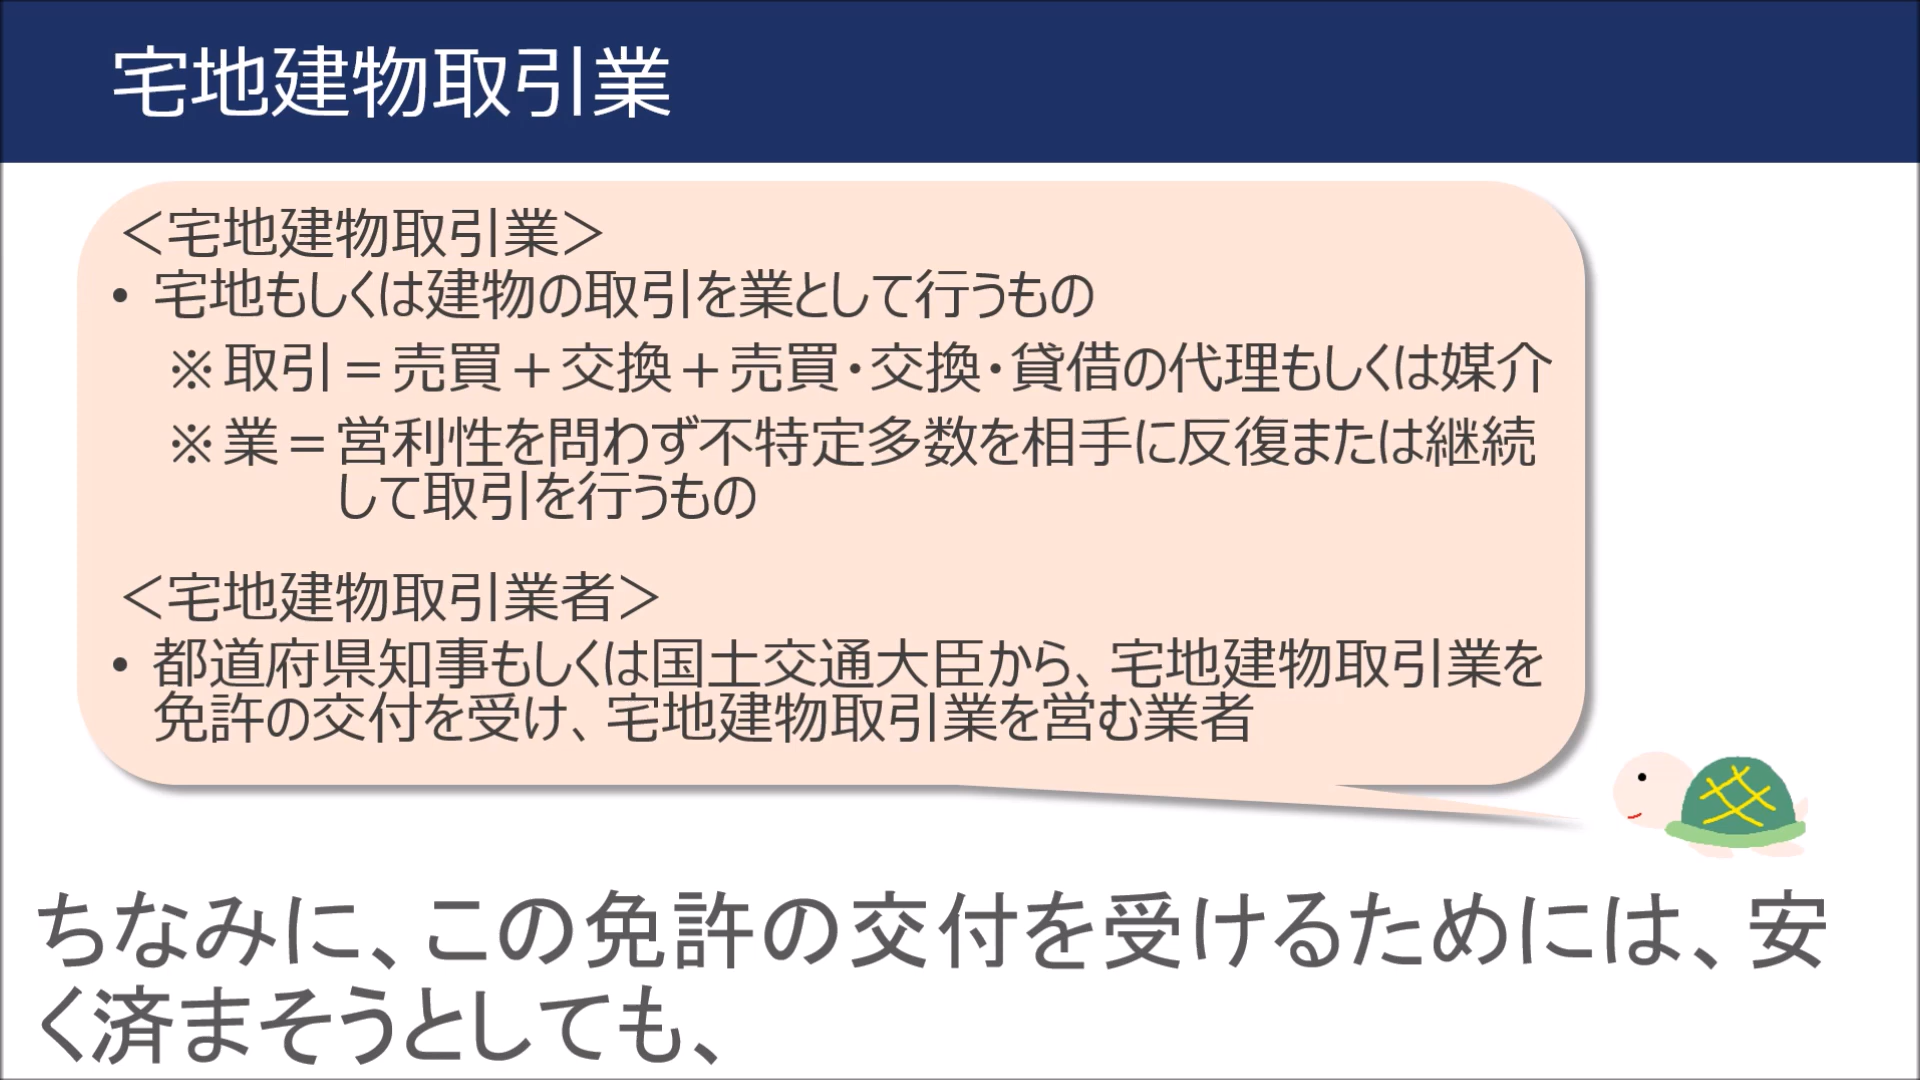 宅地建物取引業
＜宅地建物取引業＞
• 宅地もしくは建物の取引を業として行うもの
※取引＝売買＋交換＋売買・交換・貸借の代理もしくは媒介
※業＝営利性を問わず不特定多数を相手に反復または継続
して取引を行うもの
＜宅地建物取引業者＞
• 都道府県知事もしくは国土交通大臣から、宅地建物取引業を
免許の交付を受け、宅地建物取引業を営む業者
ちなみに、この免許の交付を受けるためには、安
く済まそうとしても、